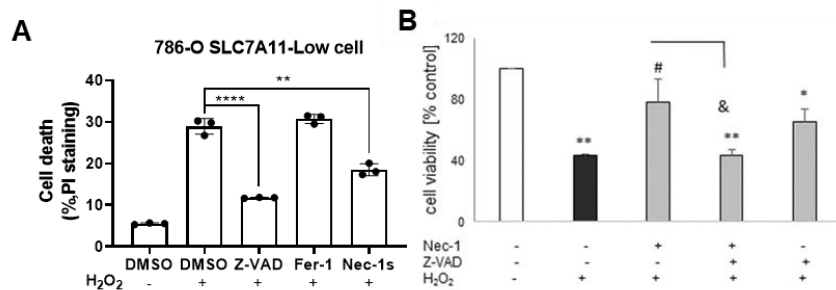 A
786-O SLC7A11-Low cell
Cell death
(%,PI staining)
40
30
20
10
0
**
****
DMSO DMSO Z-VAD Fer-1 Nec-1s
H₂O₂ - + + + +
B
cell viability [% control]
120
80
40
0
**
#
&
**
*
Nec-1 - - + + -
Z-VAD - - - + +
H₂O₂ - + + + +